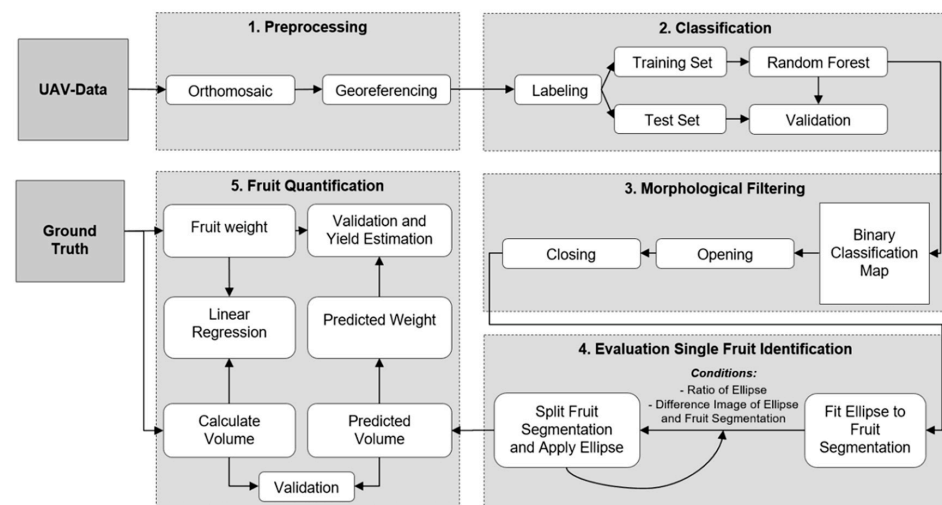 UAV-Data
1. Preprocessing
Orthomosaic
Georeferencing
2. Classification
Labeling
Training Set
Random Forest
Test Set
Validation
3. Morphological Filtering
Binary
Classification
Map
Opening
Closing
4. Evaluation Single Fruit Identification
Conditions:
- Ratio of Ellipse
- Difference Image of Ellipse
and Fruit Segmentation
Fit Ellipse to
Fruit
Segmentation
Split Fruit
Segmentation
and Apply Ellipse
Ground
Truth
5. Fruit Quantification
Fruit weight
Validation and
Yield Estimation
Linear
Regression
Predicted Weight
Calculate
Volume
Predicted
Volume
Validation